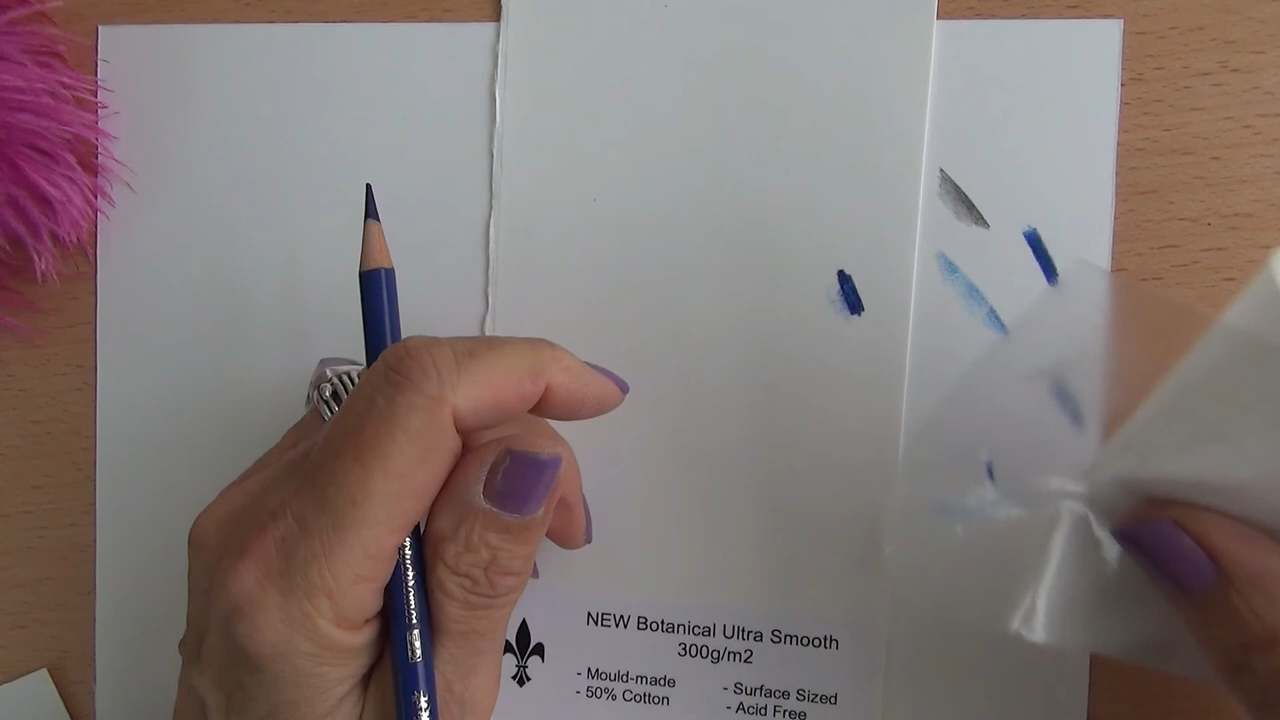 NEW Botanical Ultra Smooth
300g/m2
- Mould-made
- 50% Cotton
- Surface Sized
- Acid Free